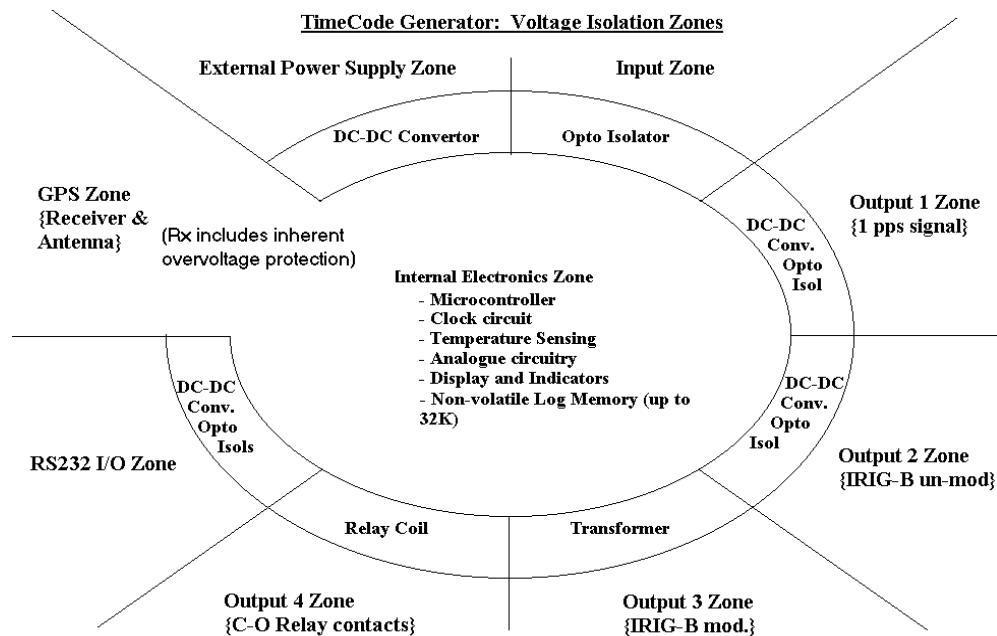 TimeCode Generator: Voltage Isolation Zones
External Power Supply Zone
Input Zone
DC-DC Convertor
Opto Isolator
GPS Zone
{Receiver &
Antenna}
(Rx includes inherent
overvoltage protection)
Output 1 Zone
{1 pps signal}
DC-DC
Conv.
Opto
Isol
Internal Electronics Zone
- Microcontroller
- Clock circuit
- Temperature Sensing
- Analogue circuitry
- Display and Indicators
- Non-volatile Log Memory (up to
32K)
DC-DC
Conv.
Opto
Isols
RS232 I/O Zone
DC-DC
Conv.
Opto
Isol
Output 2 Zone
{IRIG-B un-mod}
Relay Coil
Transformer
Output 4 Zone
{C-O Relay contacts}
Output 3 Zone
{IRIG-B mod.}